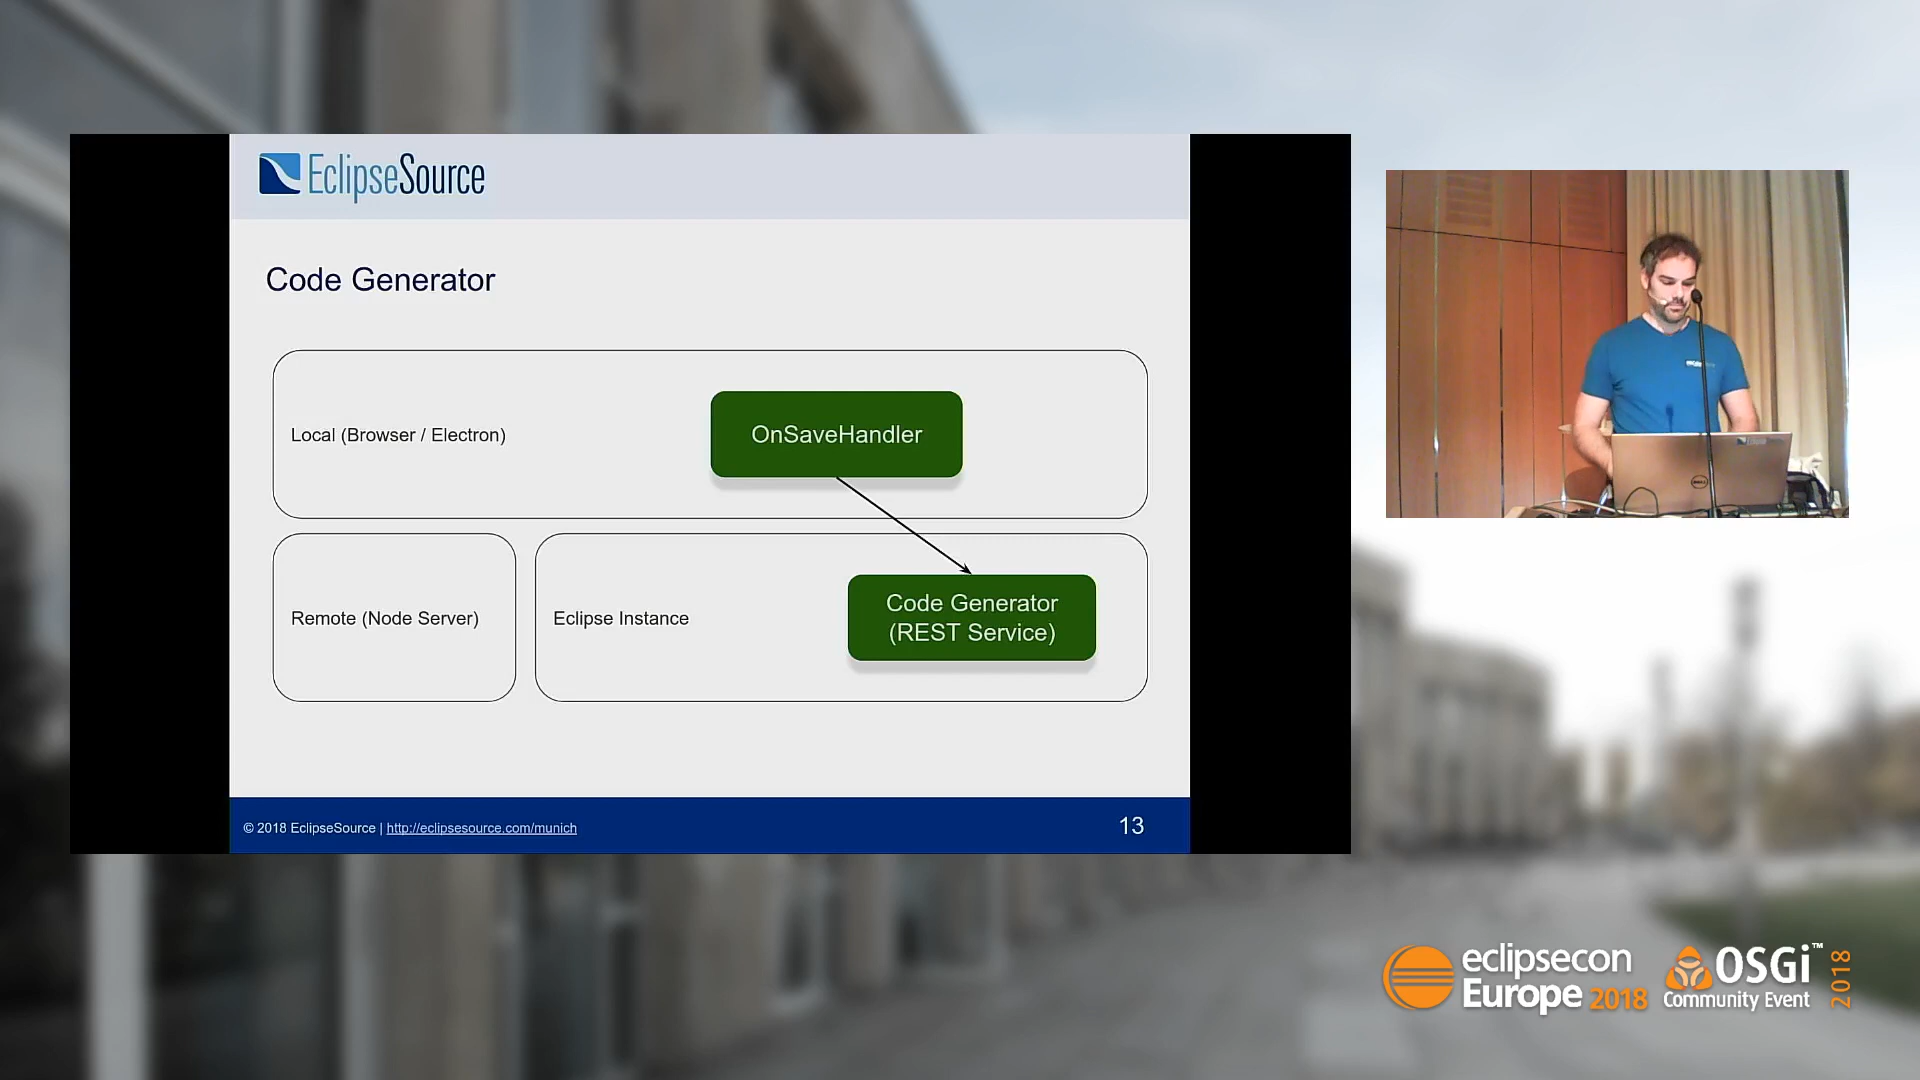 EclipseSource
Code Generator
Local (Browser / Electron)
OnSaveHandler
Remote (Node Server)
Eclipse Instance
Code Generator
(REST Service)
© 2018 EclipseSource | http://eclipsesource.com/munich
13
DELL
eclipsecon
Europe 2018
OSGi™
Community Event
2018